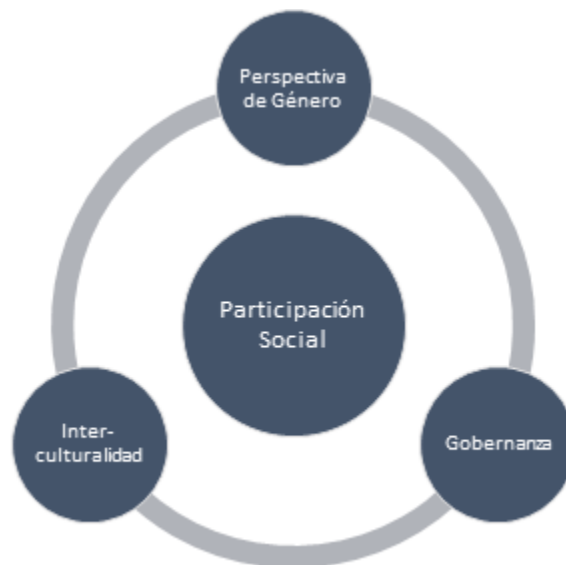 Perspectiva
de Género
Participación
Social
Inter-
culturalidad
Gobernanza